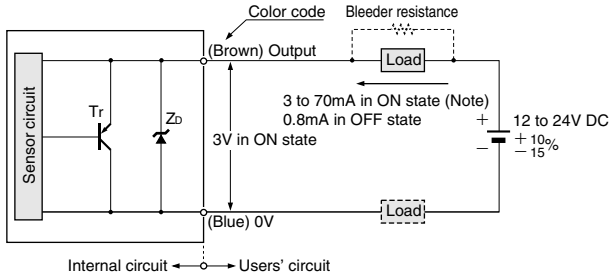 Color code
Bleeder resistance
(Brown) Output
Load
Sensor circuit
Tr
ZD
3V in ON state
3 to 70mA in ON state (Note)
0.8mA in OFF state
+
−
12 to 24V DC
+ 10%
− 15
(Blue) 0V
Load
Internal circuit
Users' circuit